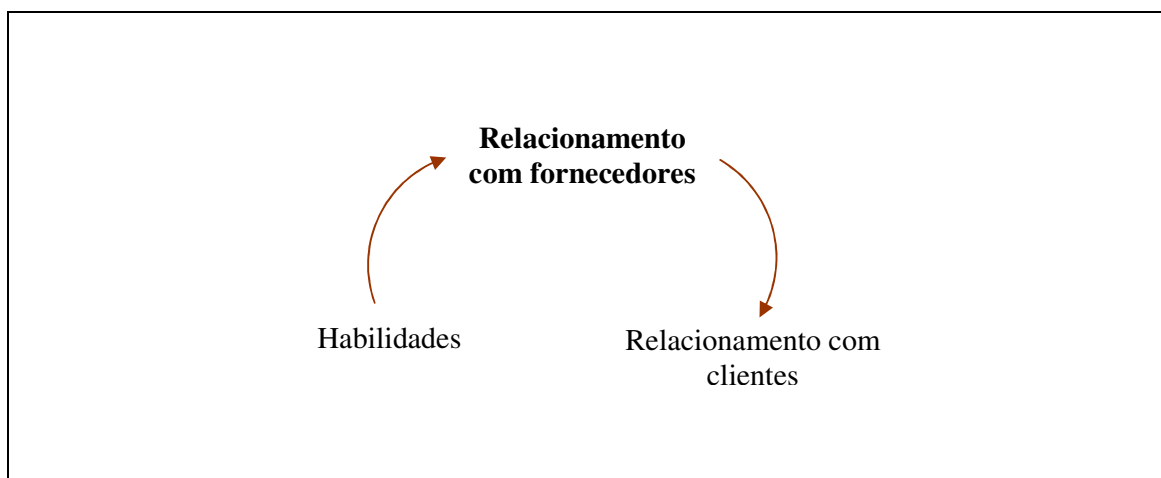 Relacionamento
com fornecedores
Habilidades
Relacionamento com
clientes